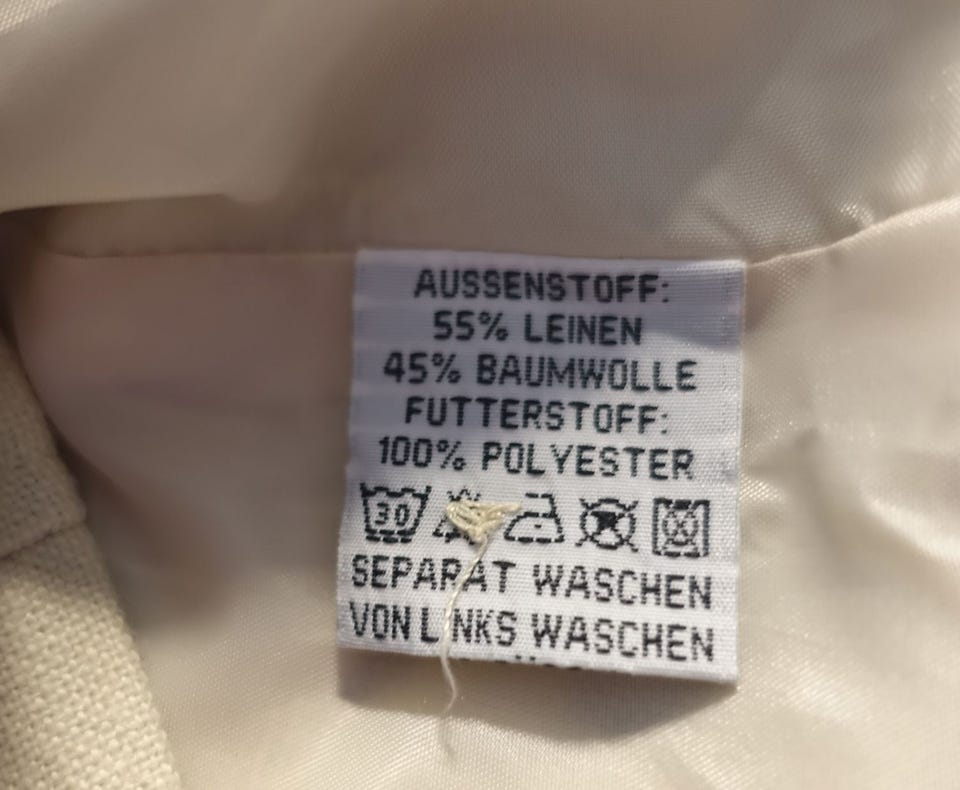 AUSSENSTOFF:
55% LEINEN
45% BAUMWOLLE
FUTTERSTOFF:
100% POLYESTER
30
SEPARAT WASCHEN
VON LINKS WASCHEN